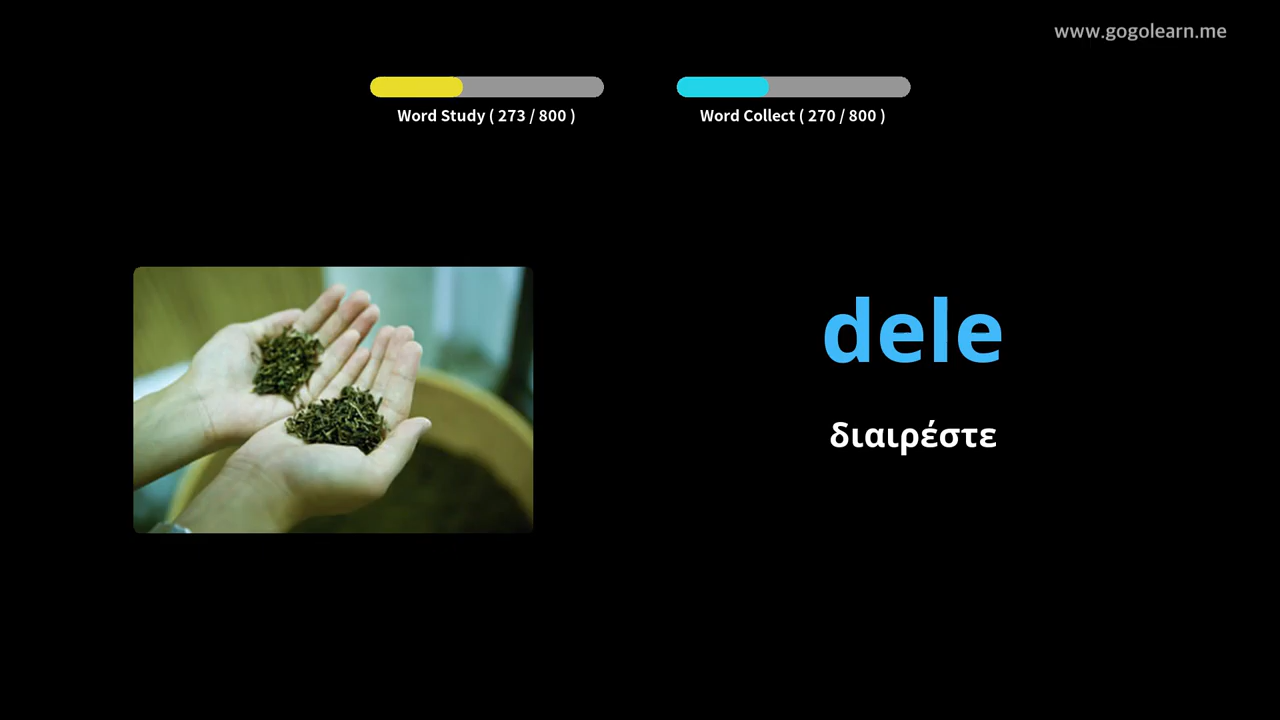 www.gogolearn.me
Word Study ( 273 / 800 )
Word Collect ( 270 / 800 )
dele
διαιρέστε